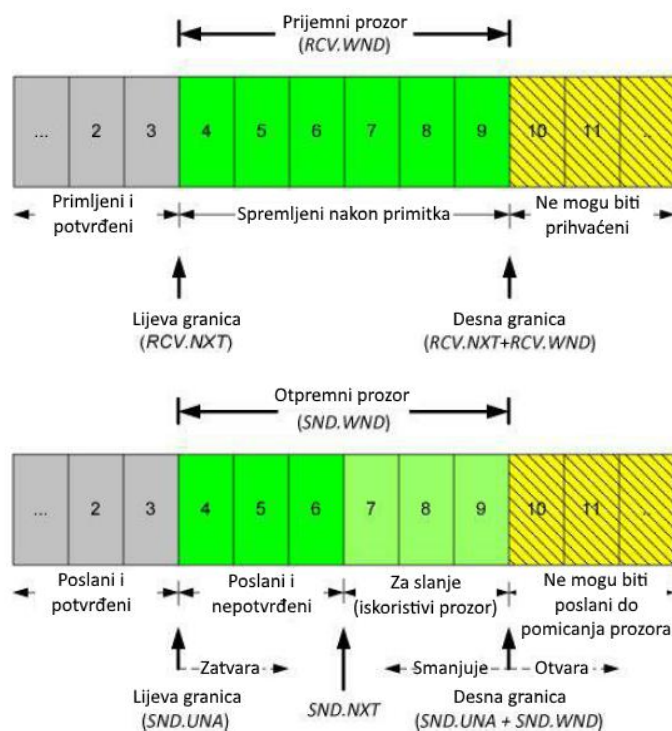 Prijemni prozor
(RCV.WND)
... 2 3 4 5 6 7 8 9 10 11 ..
Primljeni i
potvrđeni
Spremljeni nakon primitka
Ne mogu biti
prihvaćeni
Lijeva granica
(RCV.NXT)
Desna granica
(RCV.NXT+RCV.WND)
Otpremni prozor
(SND.WND)
... 2 3 4 5 6 7 8 9 10 11 ..
Poslani i
potvrđeni
Poslani i
nepotvrđeni
Za slanje
(iskoristivi prozor)
Ne mogu biti
poslani do
pomicanja prozora
Zatvara
Smanjuje
Otvara
Lijeva granica
(SND.UNA)
SND.NXT
Desna granica
(SND.UNA + SND.WND)